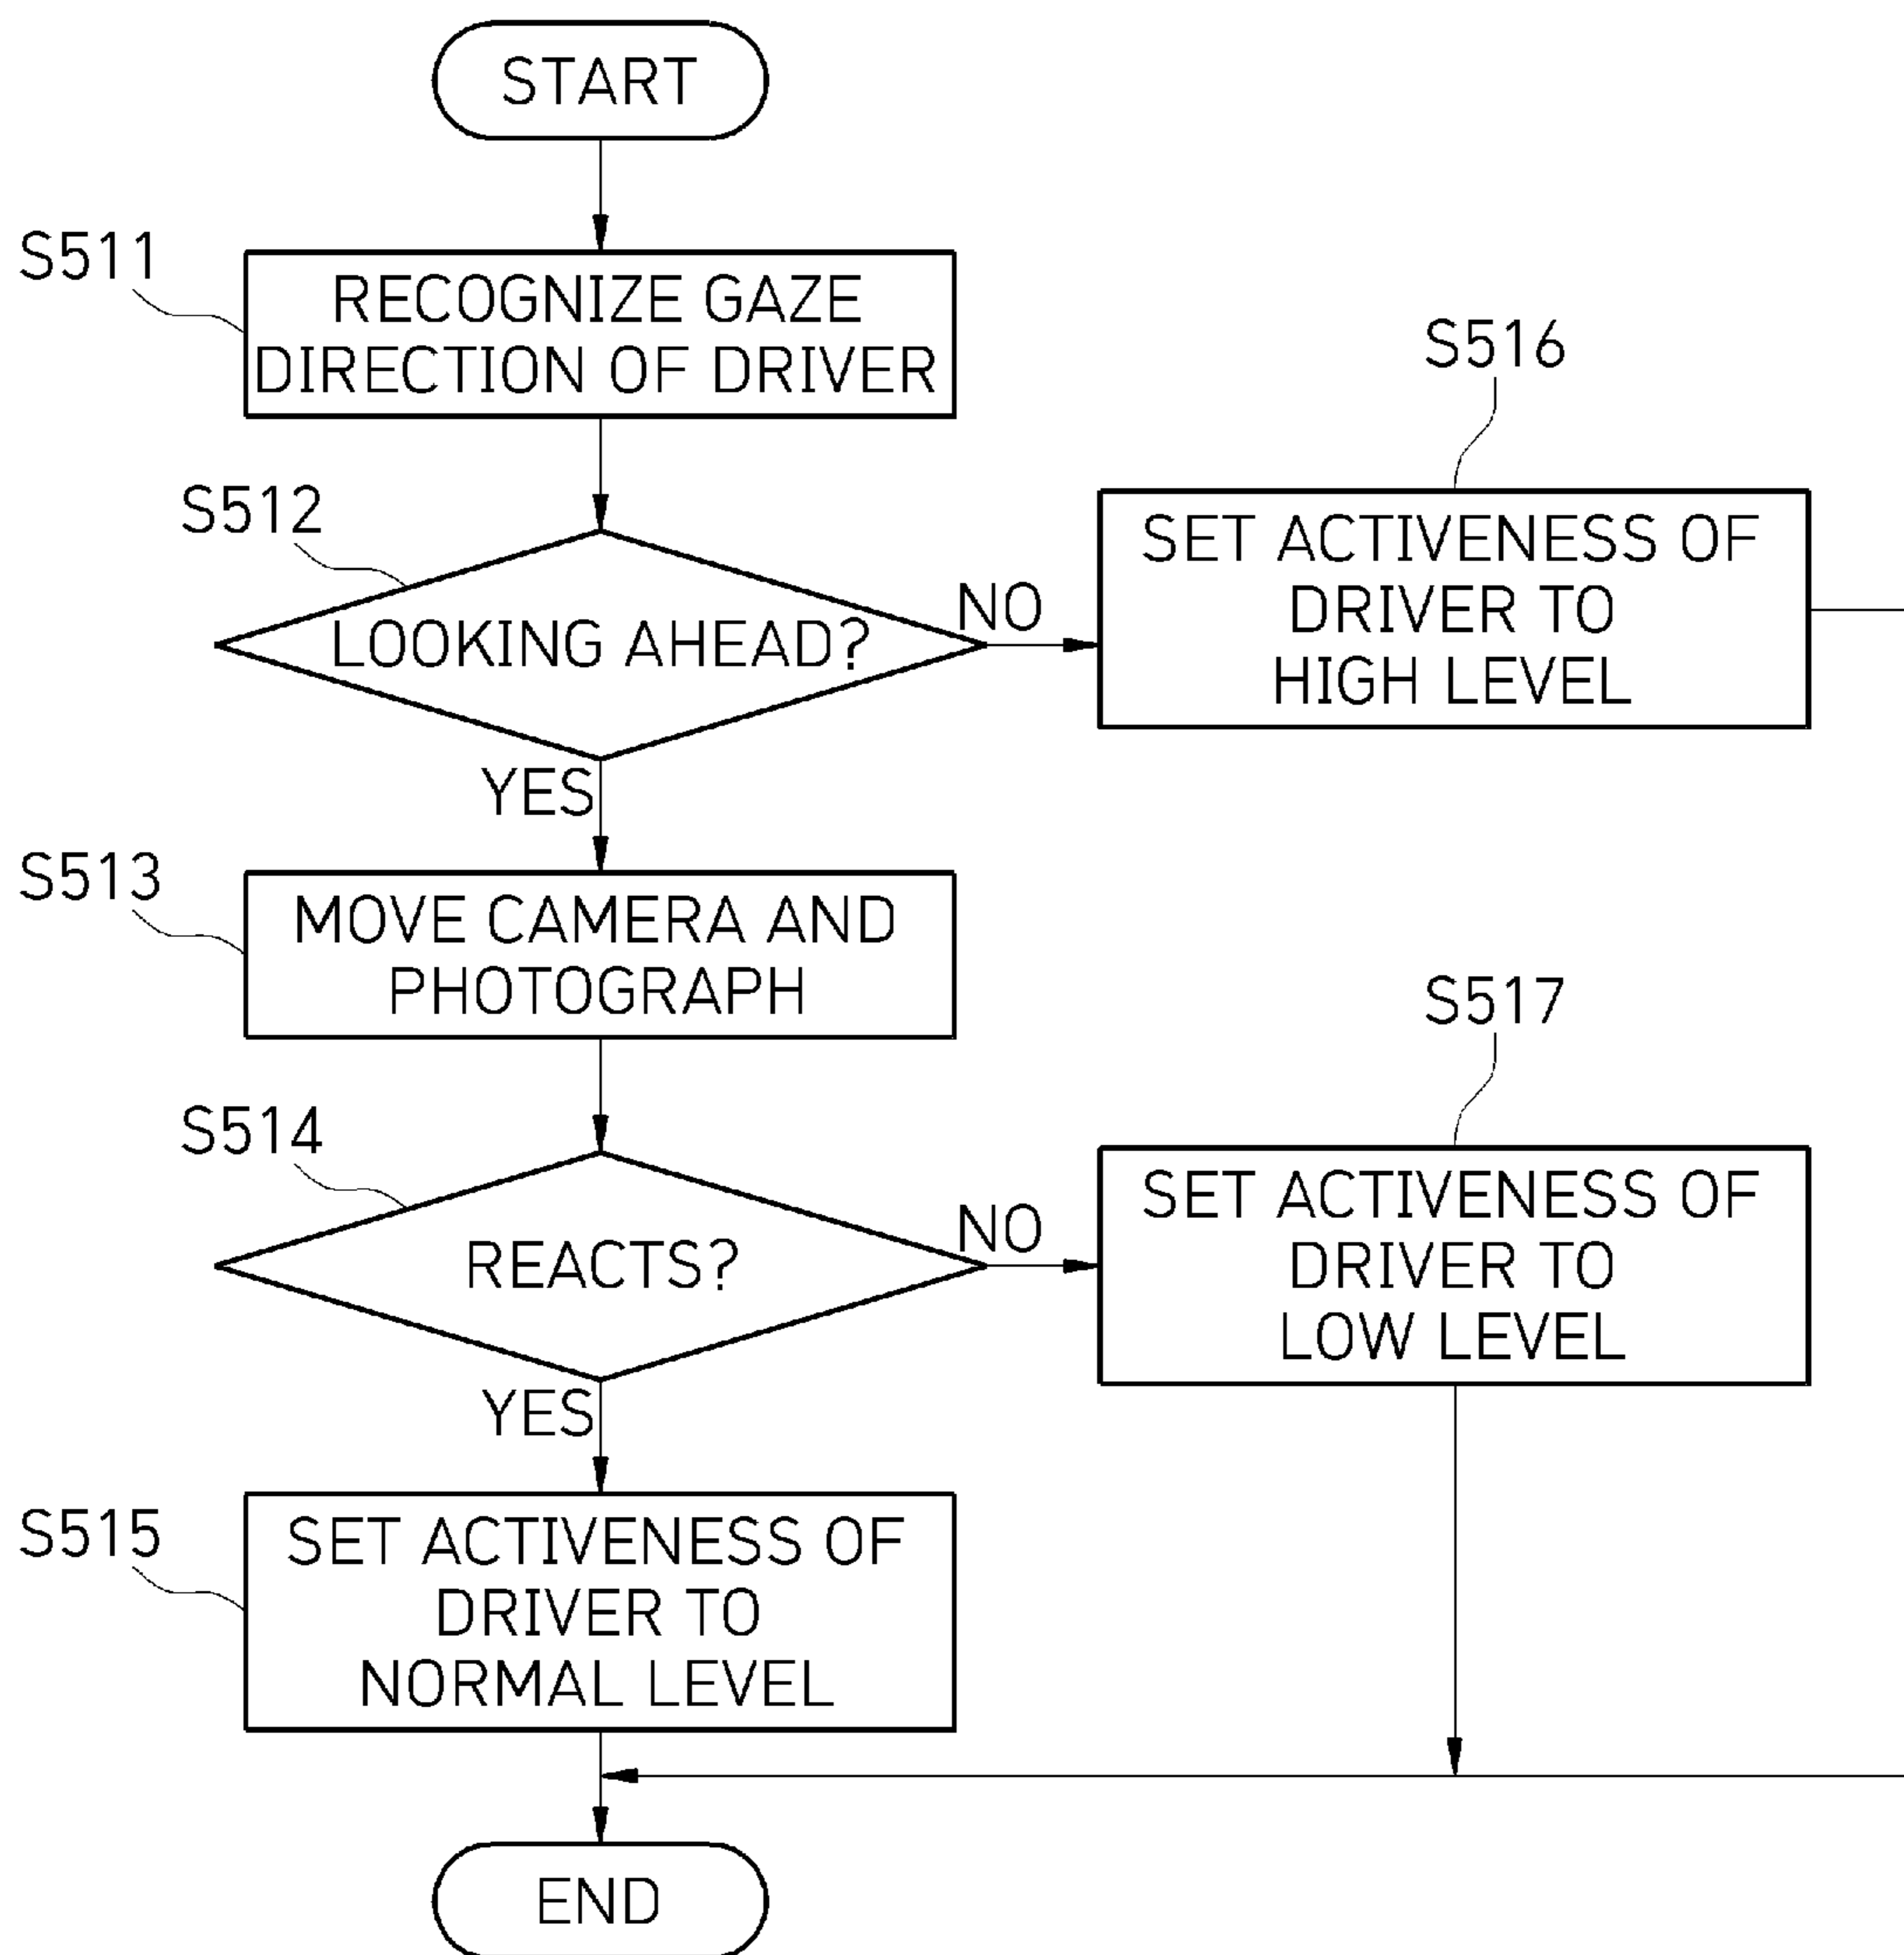 START
S511
RECOGNIZE GAZE
DIRECTION OF DRIVER
S512
LOOKING AHEAD?
NO
S516
SET ACTIVENESS OF
DRIVER TO
HIGH LEVEL
YES
S513
MOVE CAMERA AND
PHOTOGRAPH
S514
REACTS?
NO
S517
SET ACTIVENESS OF
DRIVER TO
LOW LEVEL
YES
S515
SET ACTIVENESS OF
DRIVER TO
NORMAL LEVEL
END